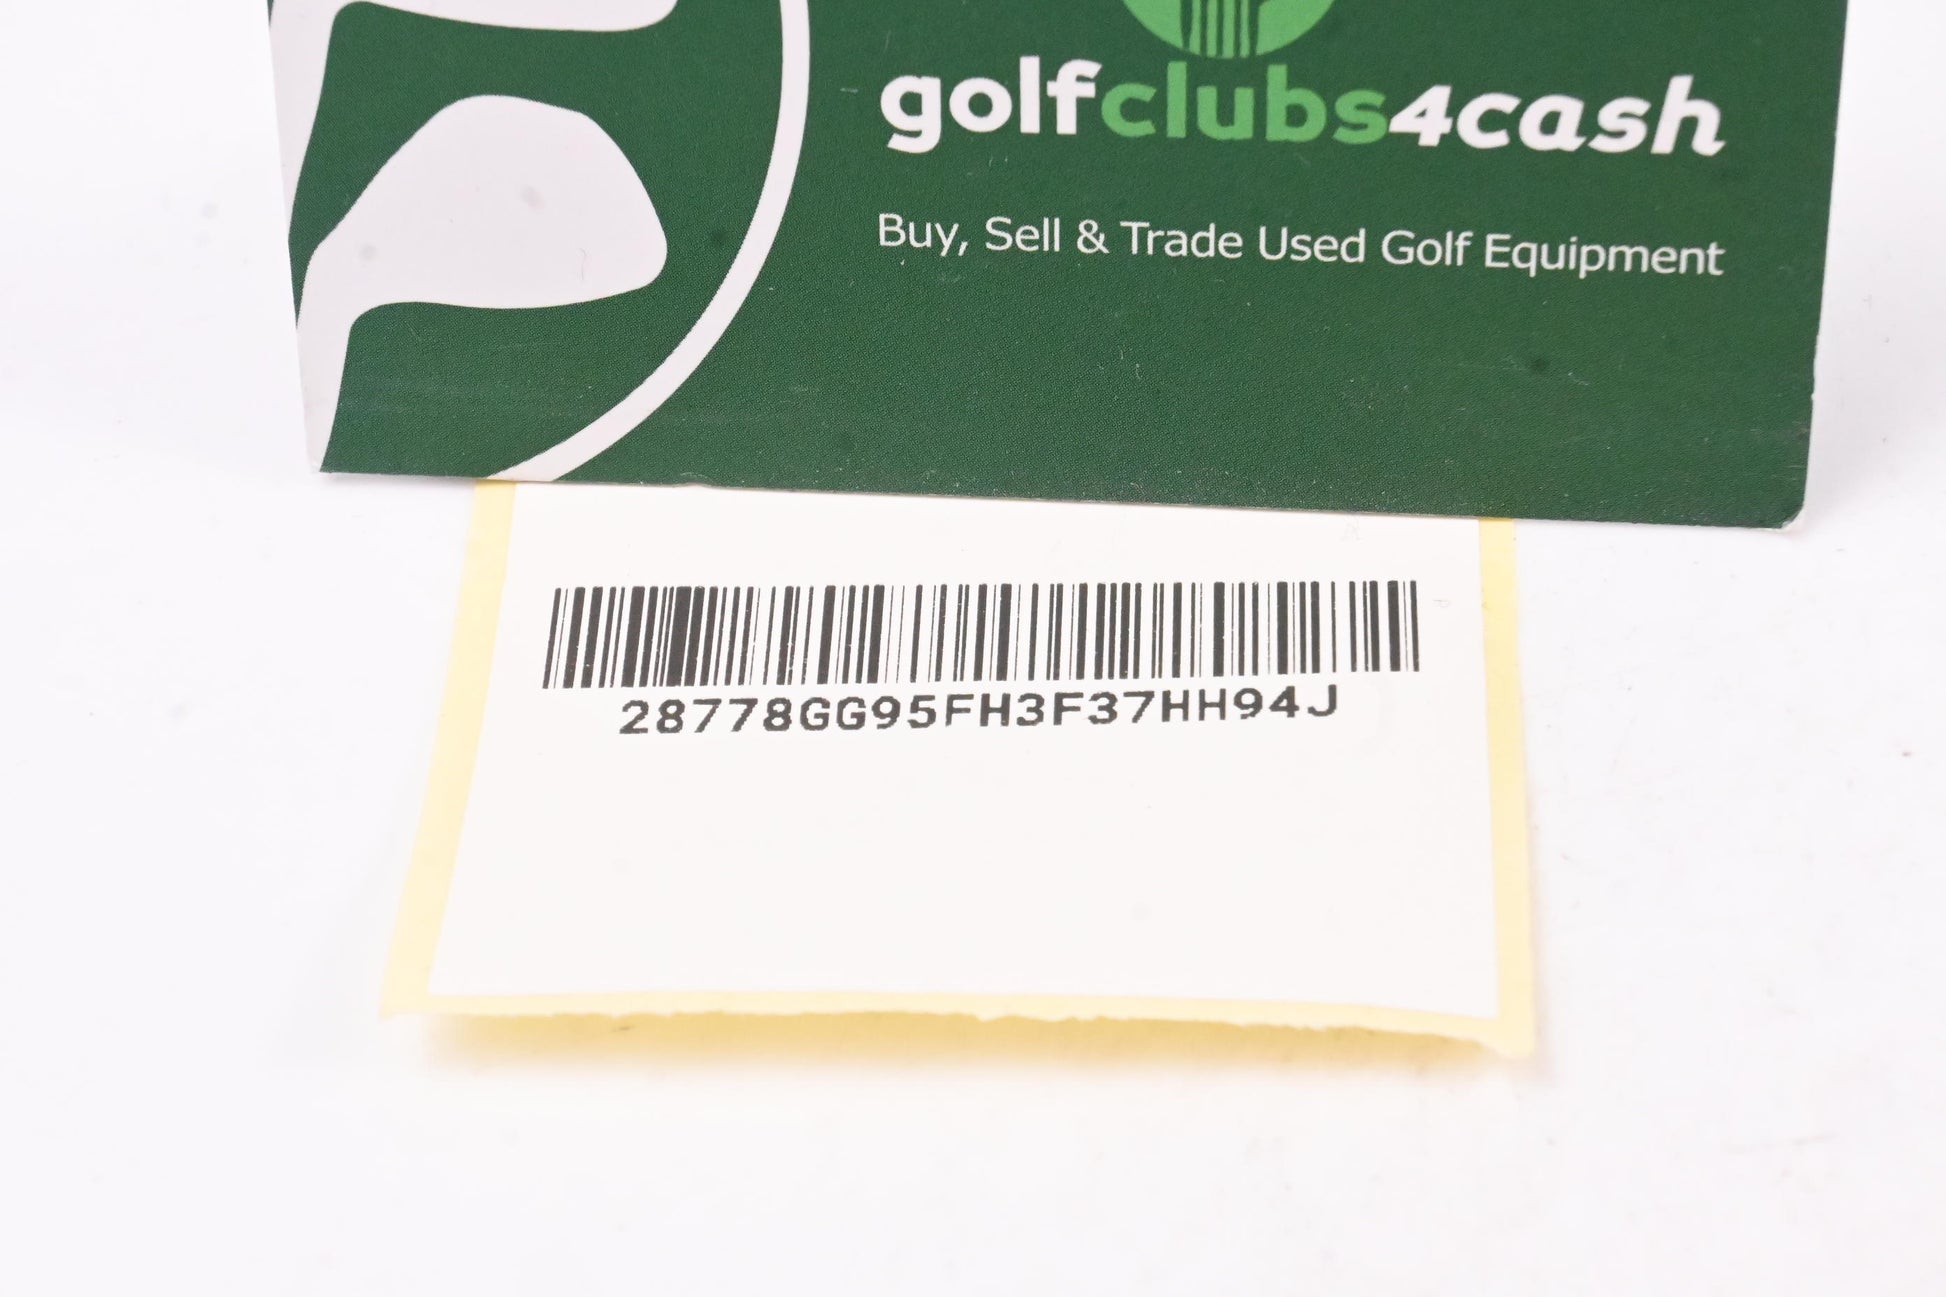 golfclubs4cash
Buy, Sell & Trade Used Golf Equipment
28778GG95FH3F37HH94J